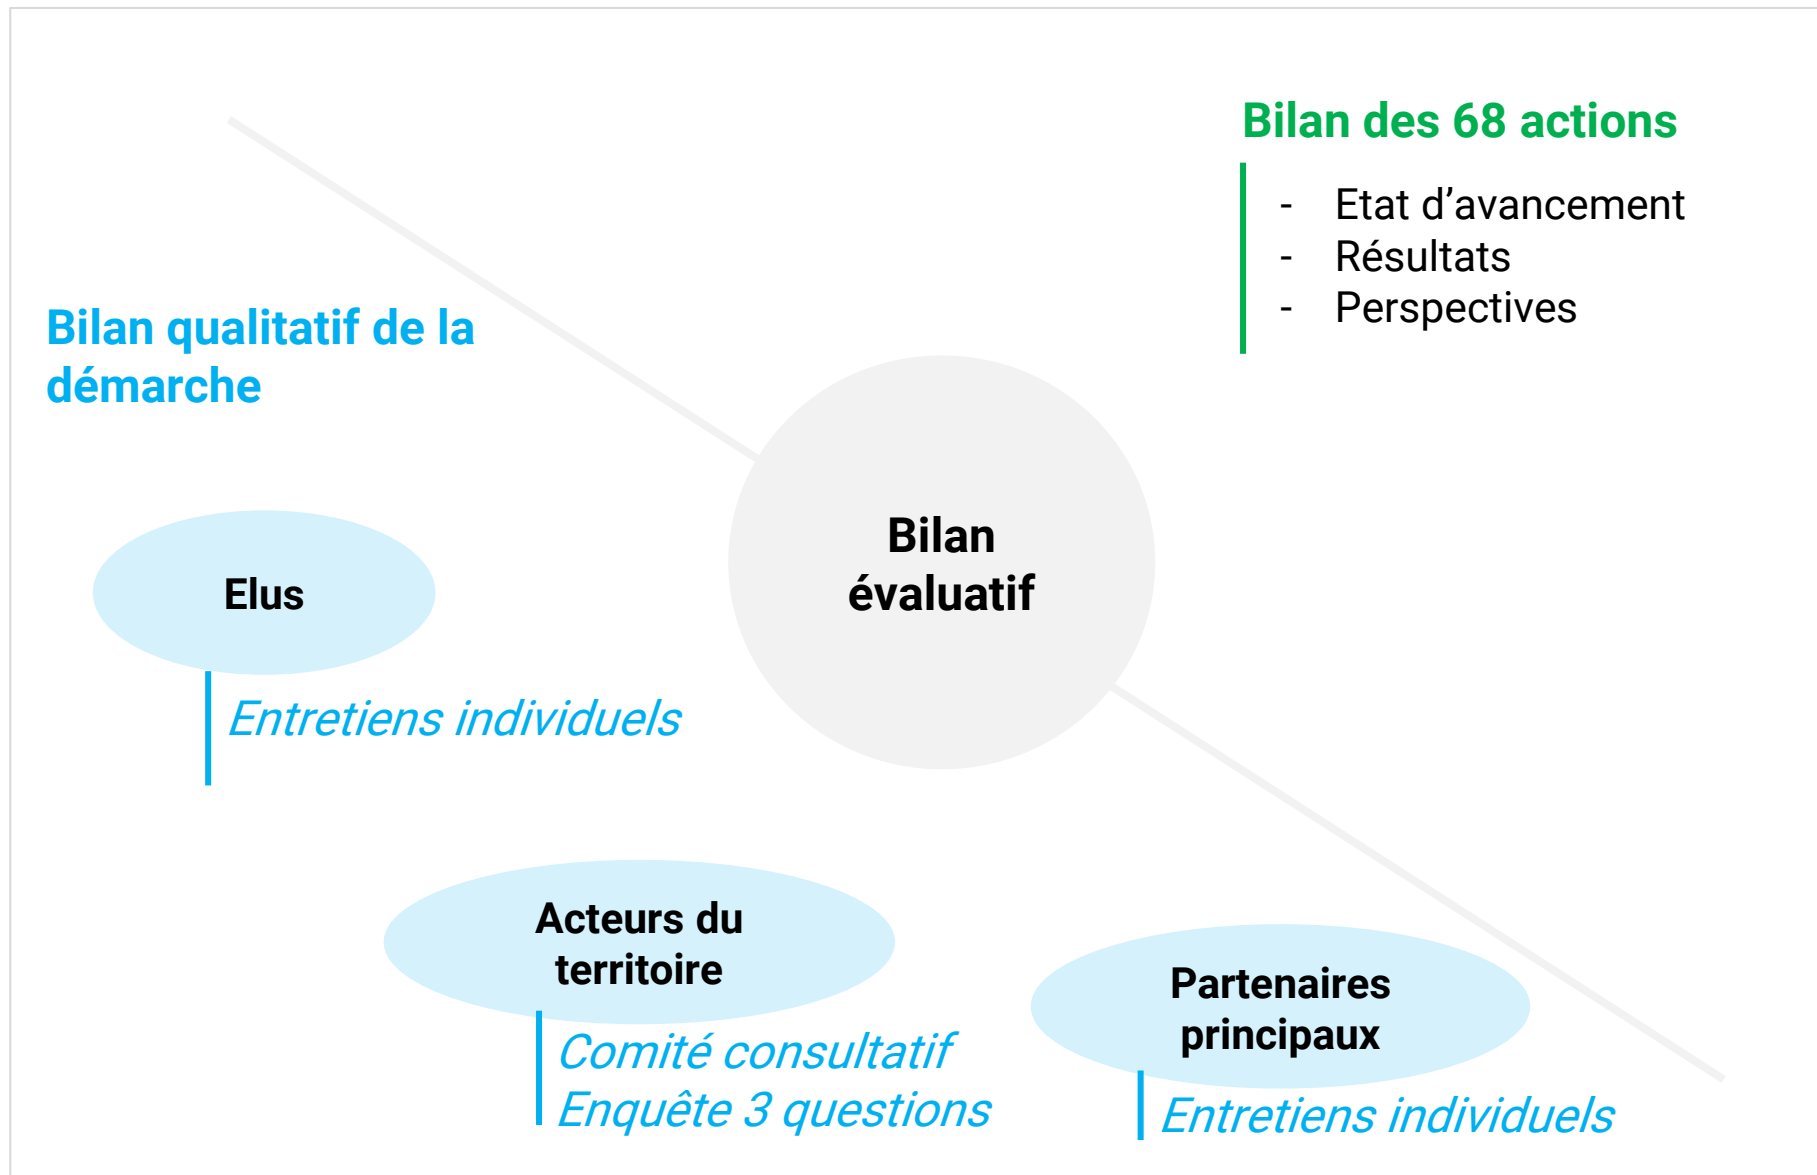 Bilan des 68 actions
- Etat d’avancement
- Résultats
- Perspectives
Bilan qualitatif de la
démarche
Bilan
évaluatif
Elus
Entretiens individuels
Acteurs du
territoire
Comité consultatif
Enquête 3 questions
Partenaires
principaux
Entretiens individuels